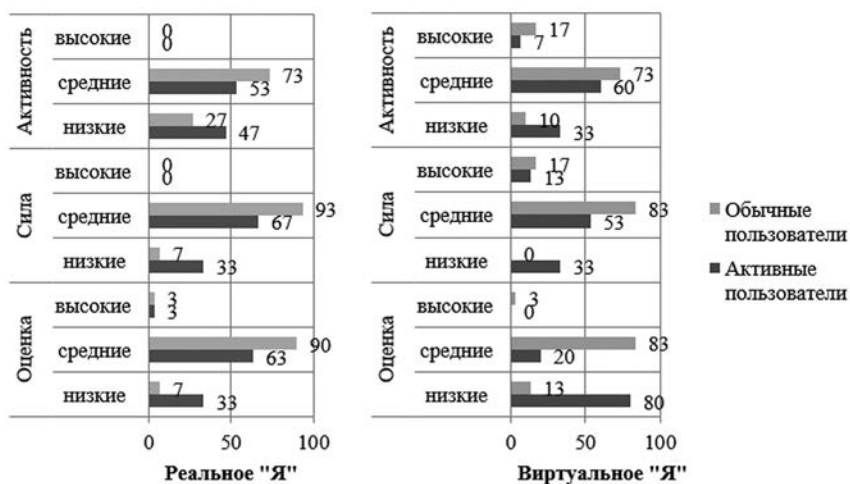 Активность
высокие
0
0
средние
73
53
низкие
27
47
Сила
высокие
0
0
средние
93
67
низкие
7
33
Оценка
высокие
3
3
средние
90
63
низкие
7
33
0 50 100
Реальное "Я"
Активность
высокие
17
7
средние
73
60
низкие
10
33
Сила
высокие
17
13
средние
83
53
низкие
0
33
Оценка
высокие
3
0
средние
83
20
низкие
13
80
0 50 100
Виртуальное "Я"
Обычные
пользователи
Активные
пользователи